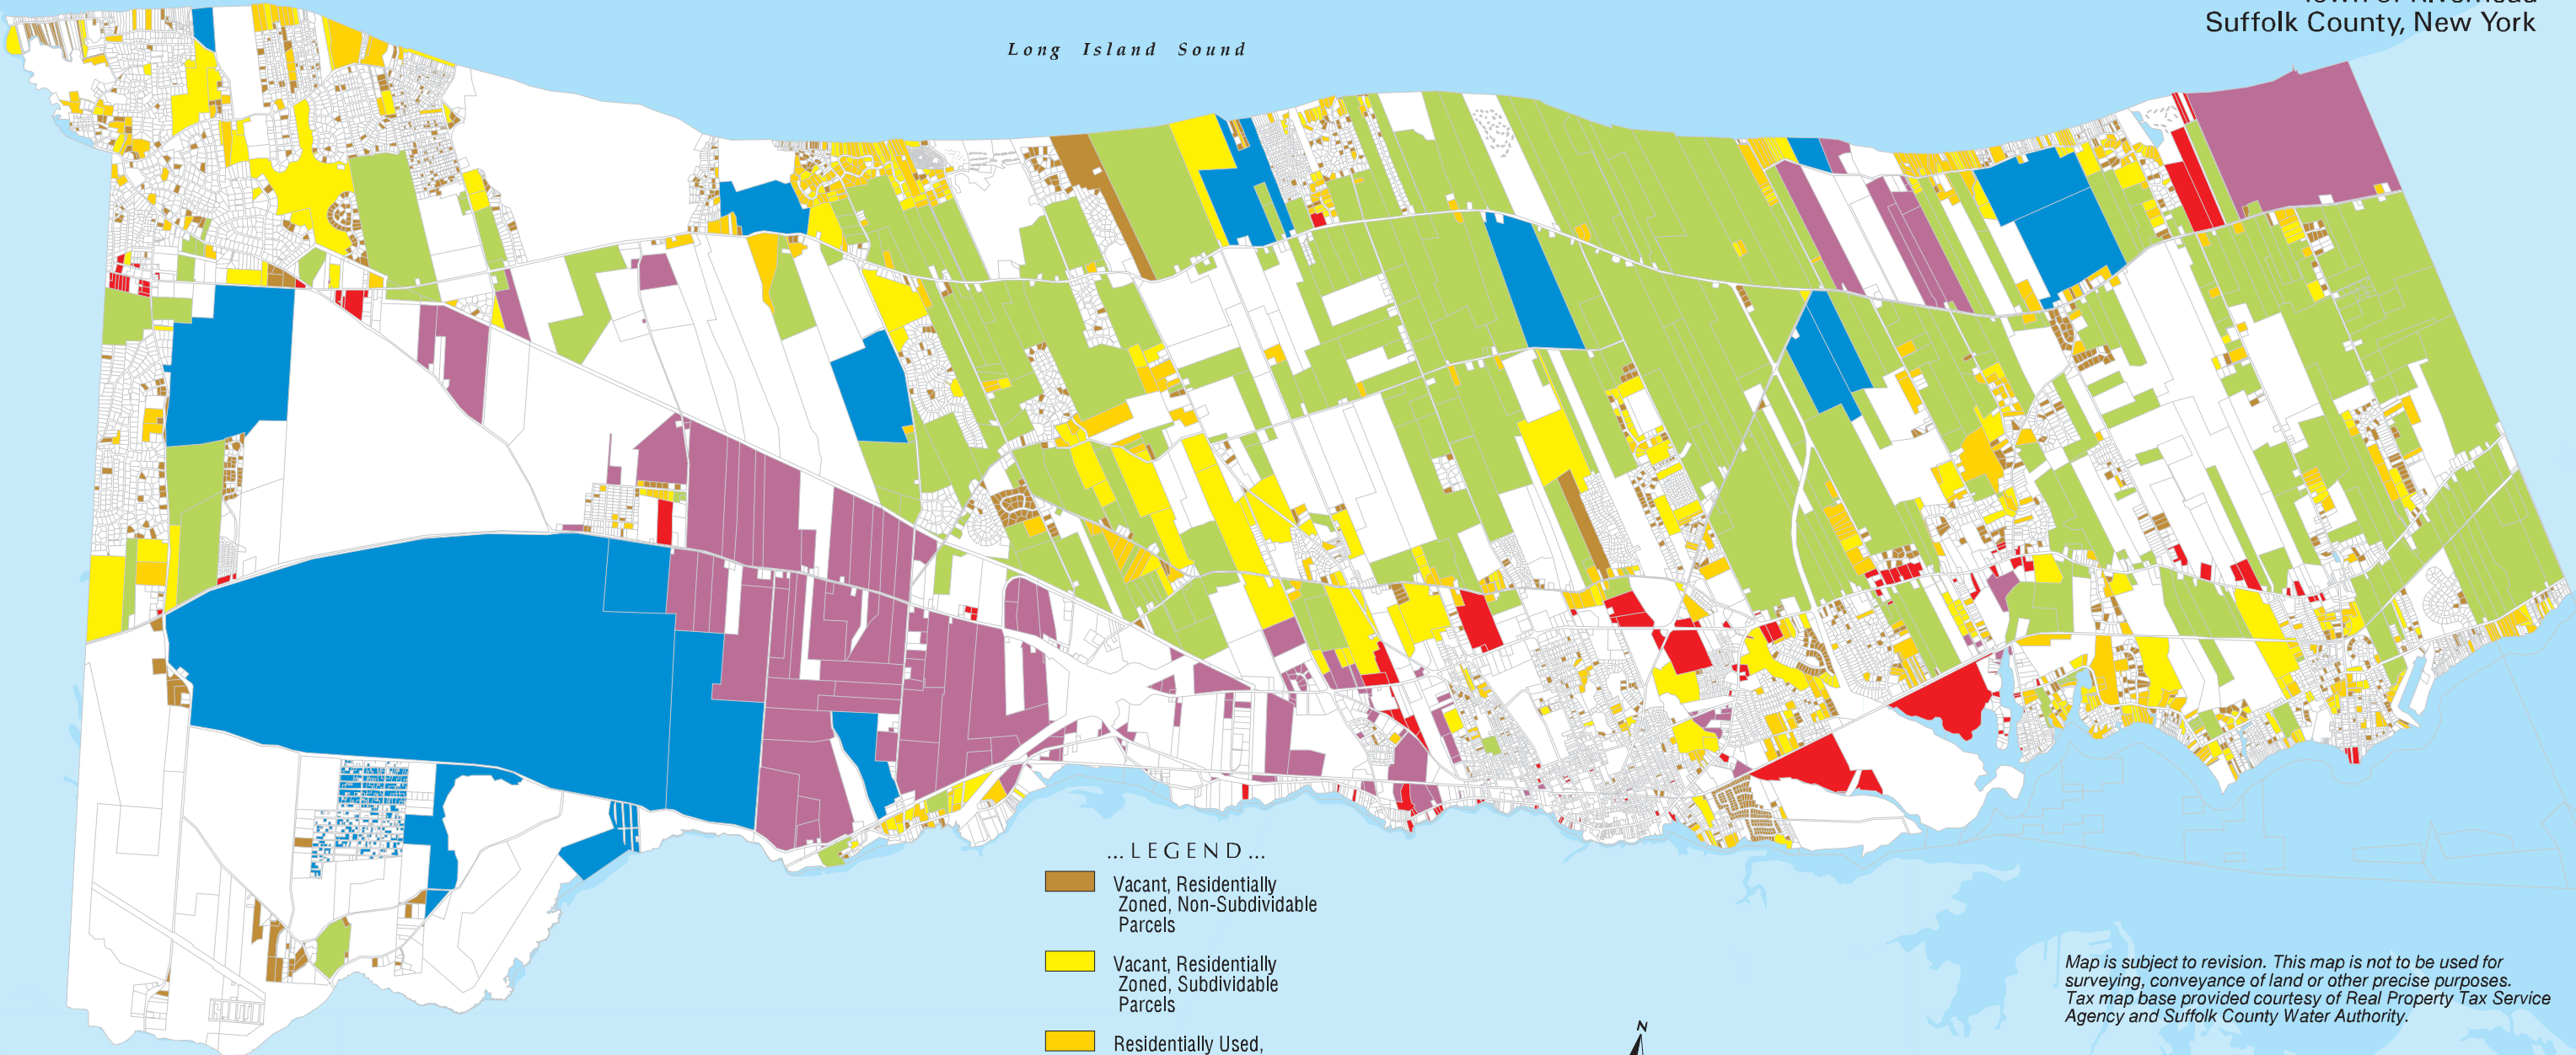 Suffolk County, New York
Long Island Sound
...LEGEND...
Vacant, Residentially
Zoned, Non-Subdividable
Parcels
Vacant, Residentially
Zoned, Subdividable
Parcels
Residentially Used,
N
Map is subject to revision. This map is not to be used for
surveying, conveyance of land or other precise purposes.
Tax map base provided courtesy of Real Property Tax Service
Agency and Suffolk County Water Authority.